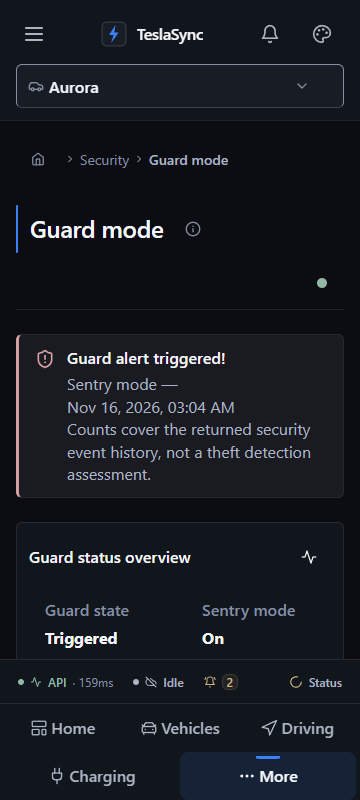 TeslaSync
Aurora
Security
Guard mode
Guard mode
Guard alert triggered!
Sentry mode —
Nov 16, 2026, 03:04 AM
Counts cover the returned security
event history, not a theft detection
assessment.
Guard status overview
Guard state
Sentry mode
Triggered
On
API · 159ms
Idle
2
Status
Home
Vehicles
Driving
Charging
More